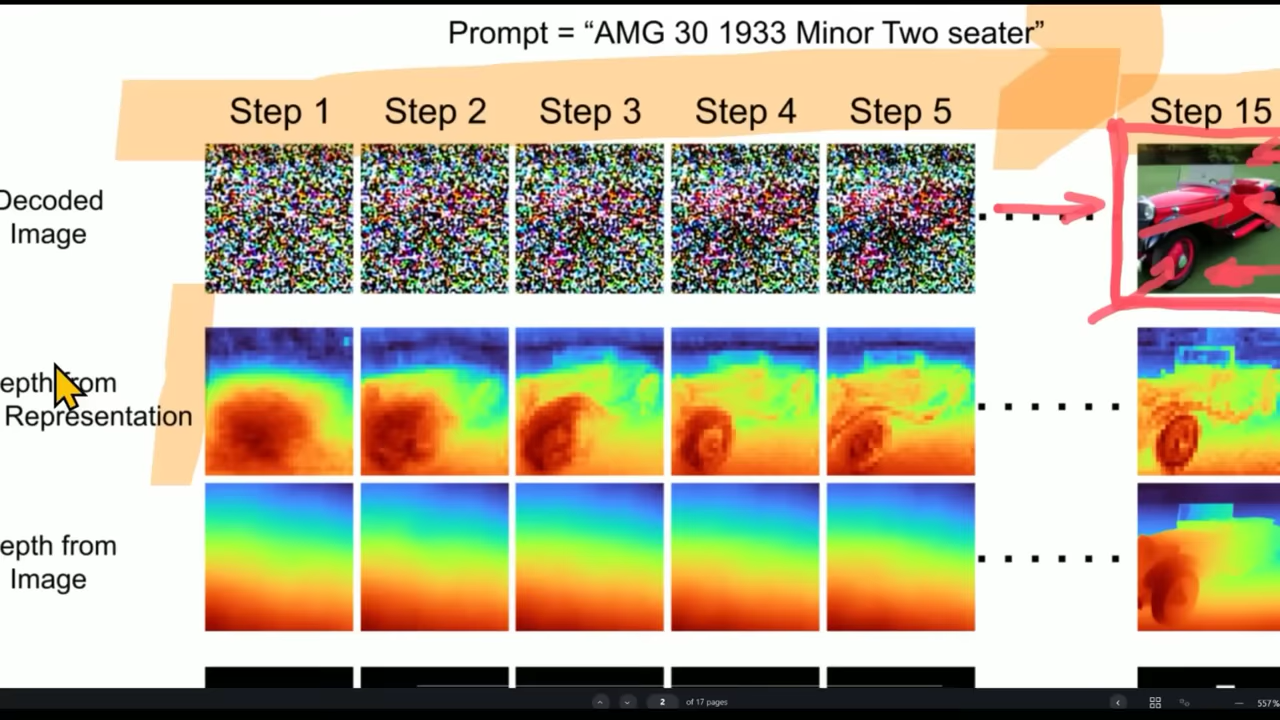 Prompt = “AMG 30 1933 Minor Two seater”
Step 1 Step 2 Step 3 Step 4 Step 5 Step 15
Decoded
Image
epth from
Representation
epth from
Image
2 of 17 pages
557%